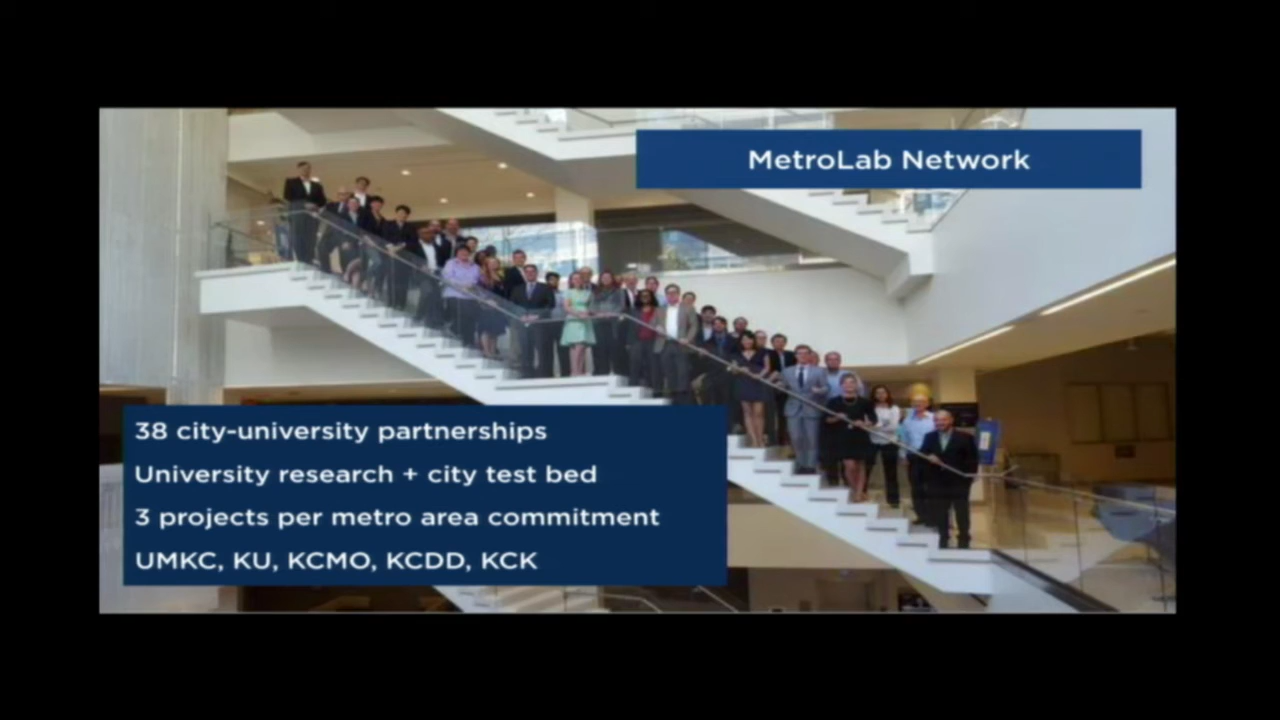 MetroLab Network
38 city-university partnerships
University research + city test bed
3 projects per metro area commitment
UMKC, KU, KCMO, KCDD, KCK